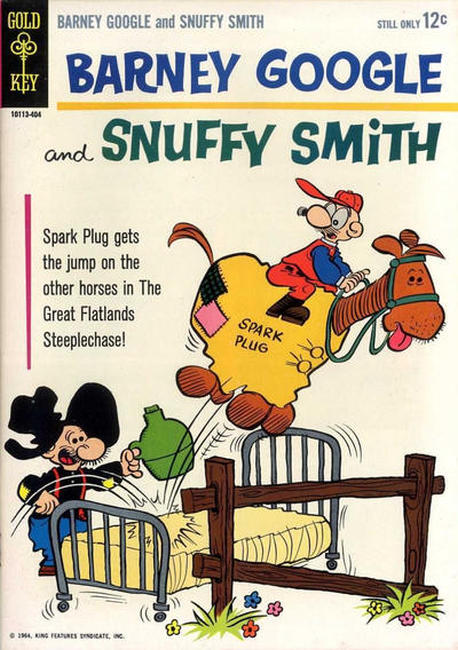 GOLD
KEY
10113-404
BARNEY GOOGLE and SNUFFY SMITH
STILL ONLY 12¢
BARNEY GOOGLE
and SNUFFY SMiTH
Spark Plug gets
the jump on the
other horses in The
Great Flatlands
Steeplechase!
SPARK
PLUG
© 1964, KING FEATURES SYNDICATE, INC.